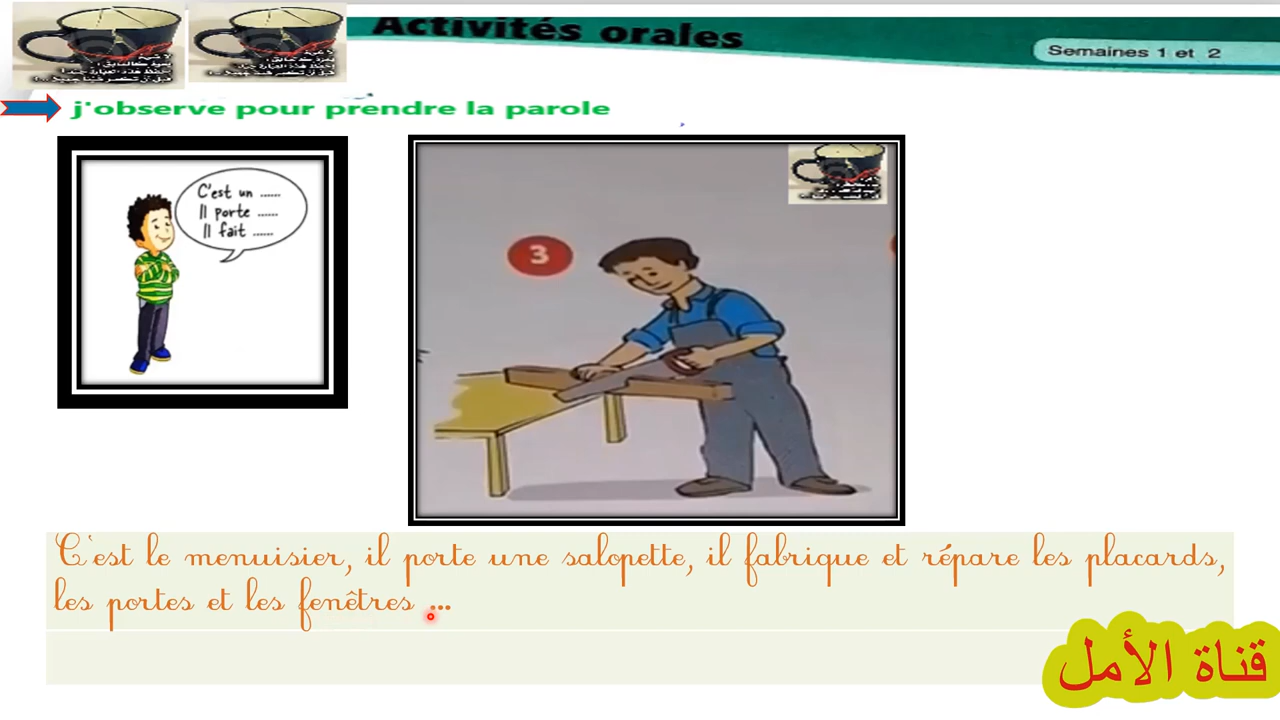 Activités orales
Semaines 1 et 2
j'observe pour prendre la parole
C'est un ......
Il porte ......
Il fait ......
3
C'est le menuisier, il porte une salopette, il fabrique et répare les placards,
les portes et les fenêtres ...
قناة الأمل